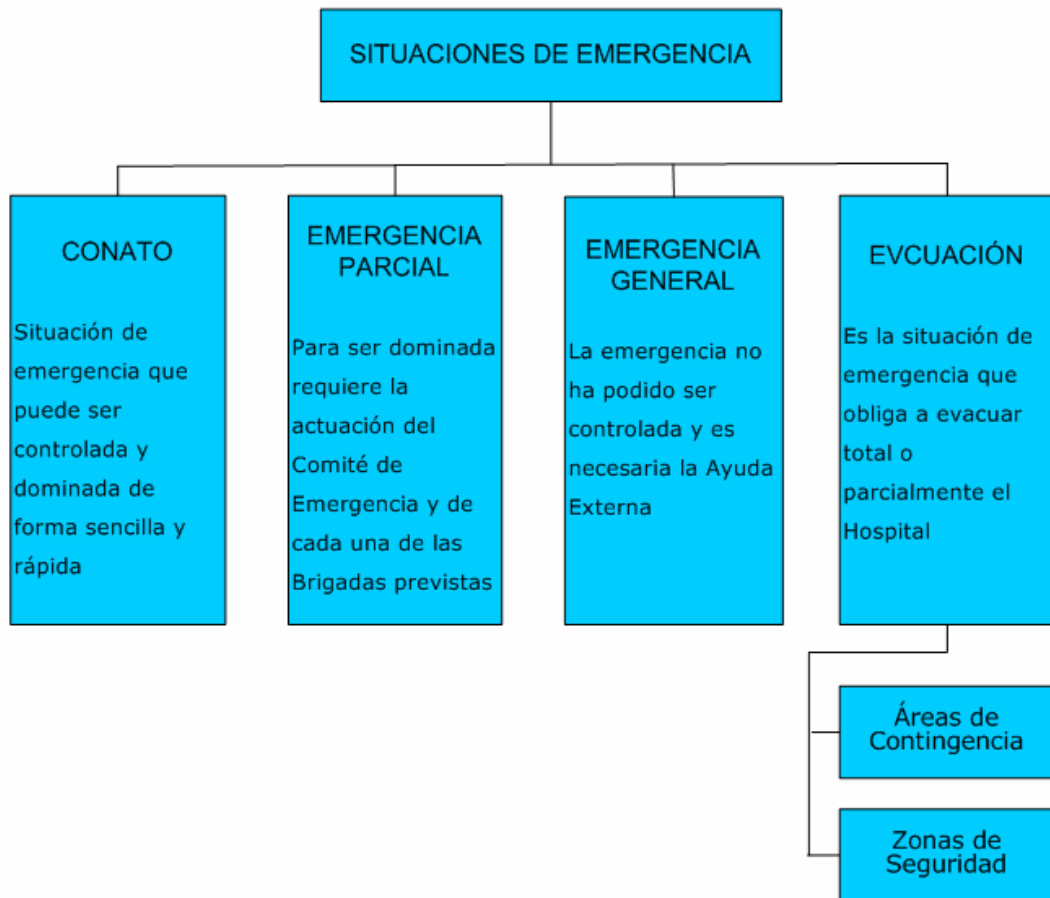 SITUACIONES DE EMERGENCIA
CONATO
Situación de
emergencia que
puede ser
controlada y
dominada de
forma sencilla y
rápida
EMERGENCIA
PARCIAL
Para ser dominada
requiere la
actuación del
Comité de
Emergencia y de
cada una de las
Brigadas previstas
EMERGENCIA
GENERAL
La emergencia no
ha podido ser
controlada y es
necesaria la Ayuda
Externa
EVCUACIÓN
Es la situación de
emergencia que
obliga a evacuar
total o
parcialmente el
Hospital
Áreas de
Contingencia
Zonas de
Seguridad